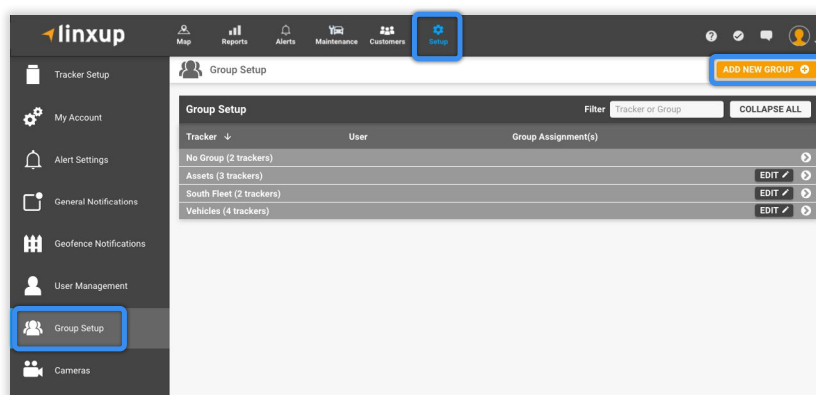 linxup
Map
Reports
Alerts
Maintenance
Customers
Setup
Tracker Setup
My Account
Alert Settings
General Notifications
Geofence Notifications
User Management
Group Setup
Cameras
Group Setup
ADD NEW GROUP
Group Setup
Filter Tracker or Group COLLAPSE ALL
Tracker User Group Assignment(s)
No Group (2 trackers)
Assets (3 trackers) EDIT
South Fleet (2 trackers) EDIT
Vehicles (4 trackers) EDIT